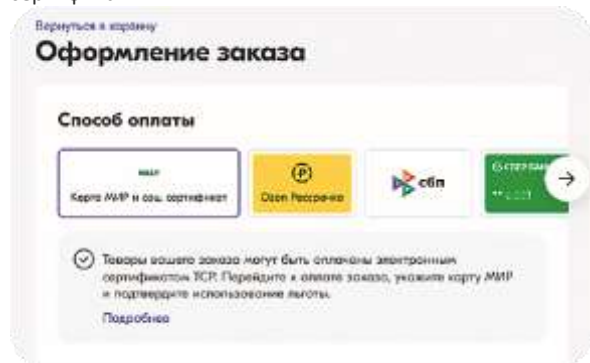 Вернуться в корзину
Оформление заказа
Способ оплаты
Карта МИР и соц. сертификат
Ozon Рассрочка
сбп
Товары вашего заказа могут быть оплачены электронным
сертификатом ТСР. Перейдите к оплате заказа, укажите карту МИР
и подтвердите использование льготы.
Подробнее